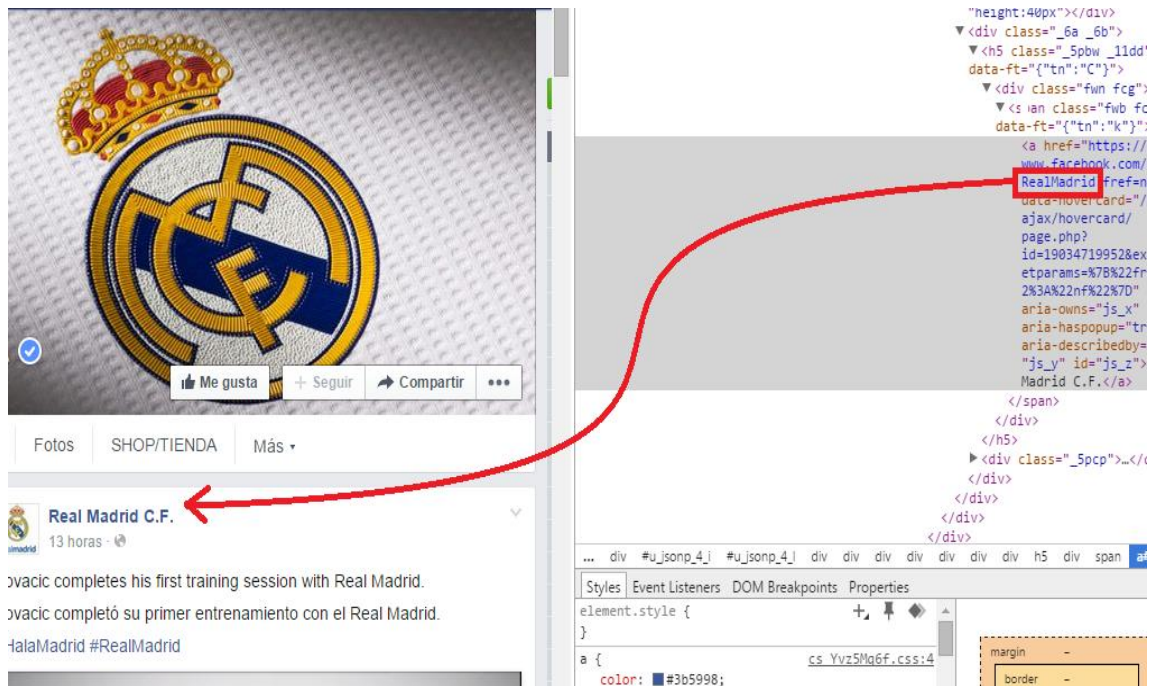 Me gusta
Seguir
Compartir
Fotos
SHOP/TIENDA
Más
Real Madrid C.F.
13 horas ·
ovacic completes his first training session with Real Madrid.
ovacic completó su primer entrenamiento con el Real Madrid.
HalaMadrid #RealMadrid
"height:40px"></div>
▼<div class="_6a _6b">
▼<h5 class="_5pbw _11dd"
data-ft="{"tn":"C"}">
▼<div class="fwn fcg">
▼<span class="fwb fc
data-ft="{"tn":"k"}">
<a href="https://
www.facebook.com/
RealMadrid fref=n
data-hovercard="/
ajax/hovercard/
page.php?
id=19034719952&ex
etparams=%7B%22fr
2%3A%22nf%22%7D"
aria-owns="js_x"
aria-haspopup="tr
aria-describedby=
"js_y" id="js_z">
Madrid C.F.</a>
</span>
</div>
</h5>
▶<div class="_5pcp">…</d
</div>
</div>
</div>
</div>
... div #u_jsonp_4_i #u_jsonp_4_l div div div div div div div h5 div span a#
Styles Event Listeners DOM Breakpoints Properties
element.style {
}
a { cs Yvz5Mq6f.css:4
color: #3b5998;
margin –
border –